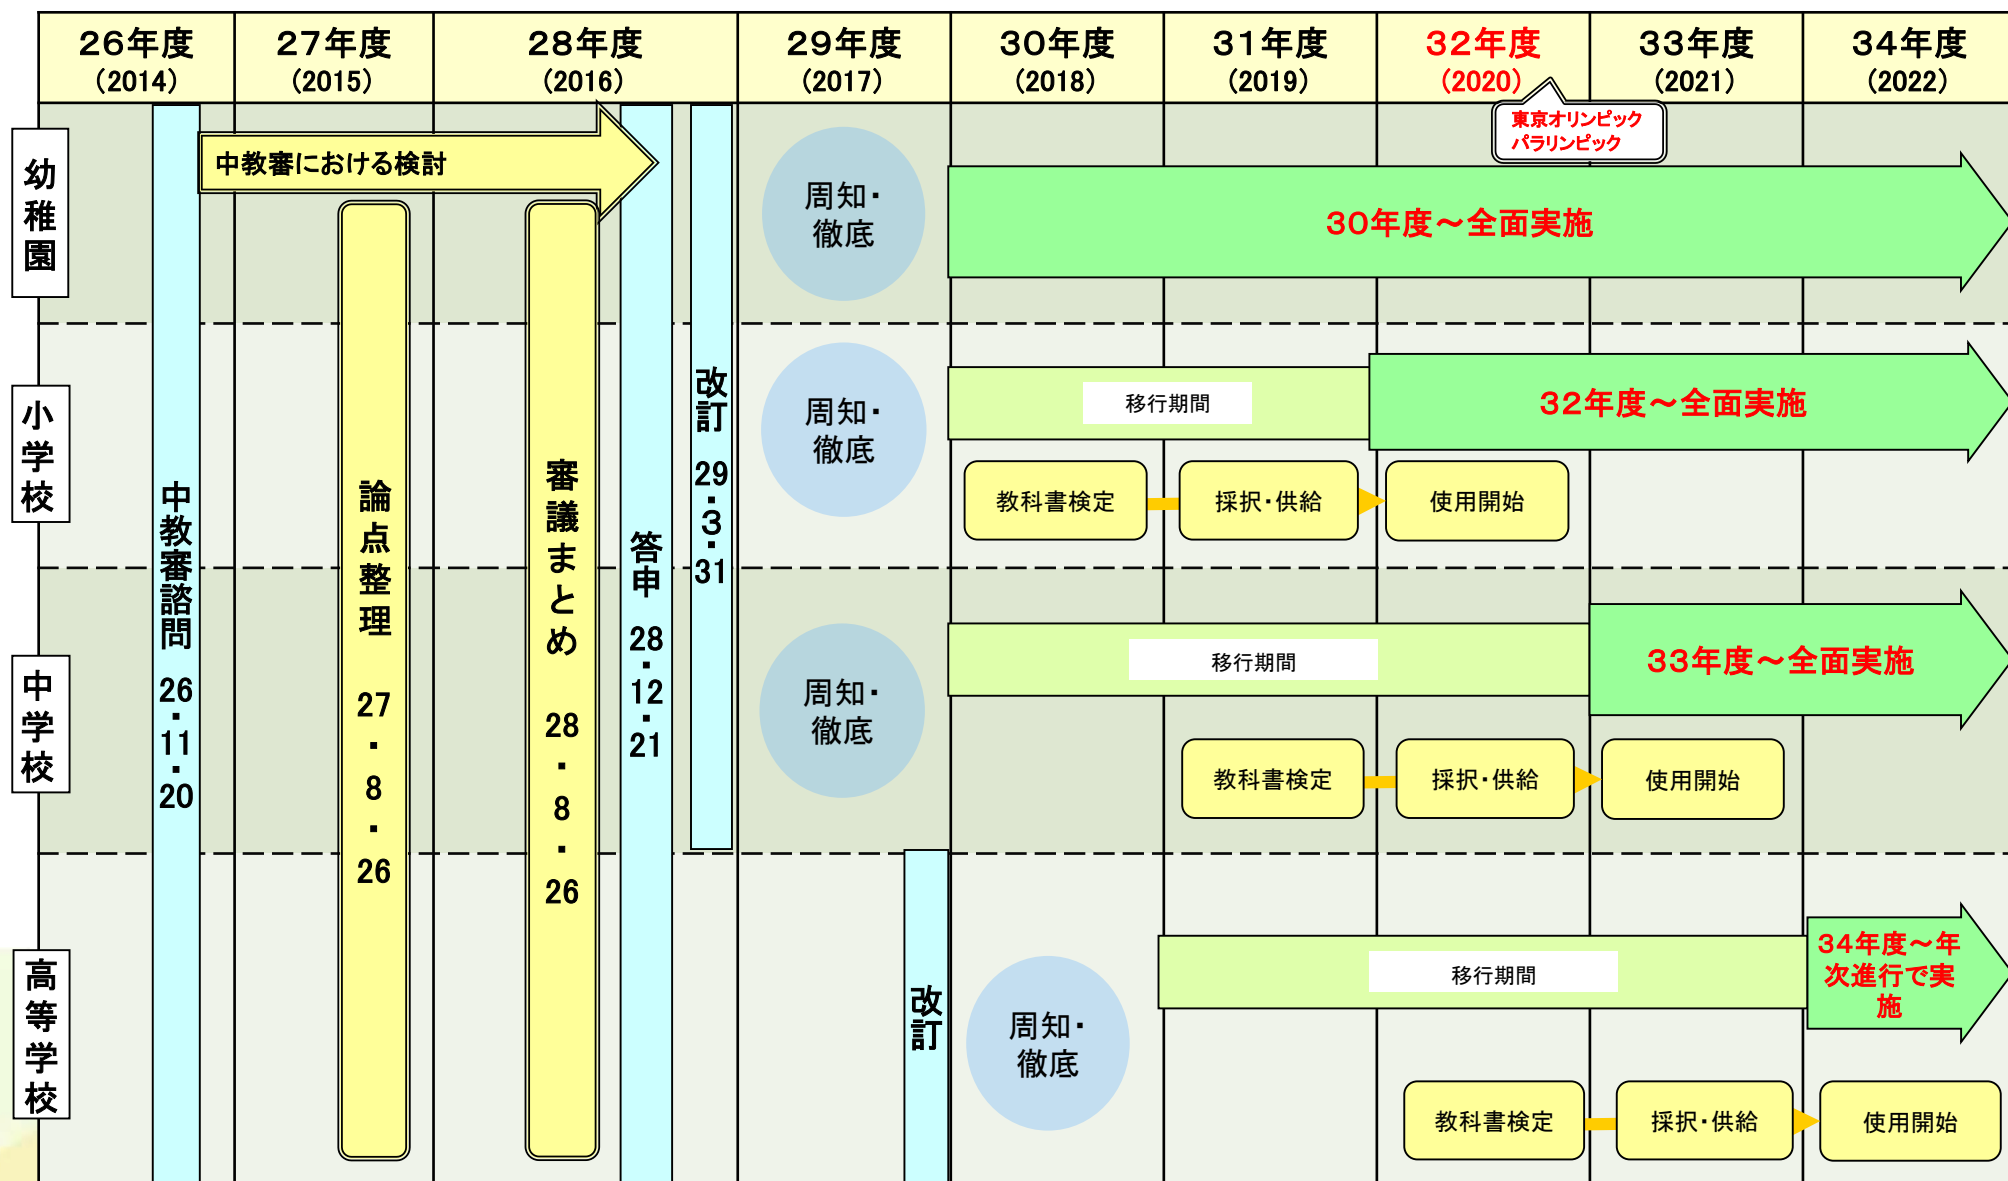 26年度
(2014)
27年度
(2015)
28年度
(2016)
29年度
(2017)
30年度
(2018)
31年度
(2019)
32年度
(2020)
33年度
(2021)
34年度
(2022)
東京オリンピック
パラリンピック
幼稚園
中教審における検討
周知・
徹底
30年度～全面実施
小学校
周知・
徹底
移行期間
32年度～全面実施
教科書検定
採択・供給
使用開始
中教審諮問 26・11・20
論点整理 27・8・26
審議まとめ 28・8・26
答申 28・12・21
改訂 29・3・31
中学校
周知・
徹底
移行期間
33年度～全面実施
教科書検定
採択・供給
使用開始
高等学校
改訂
周知・
徹底
移行期間
34年度～年
次進行で実
施
教科書検定
採択・供給
使用開始